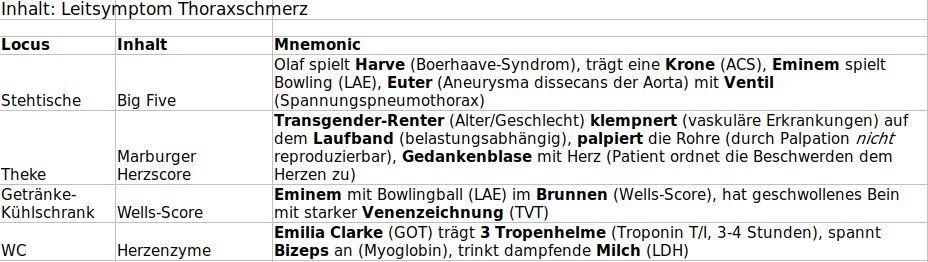 Inhalt: Leitsymptom Thoraxschmerz
Locus Inhalt Mnemonic
Olaf spielt Harve (Boerhaave-Syndrom), trägt eine Krone (ACS), Eminem spielt
Bowling (LAE), Euter (Aneurysma dissecans der Aorta) mit Ventil
Stehtische Big Five (Spannungspneumothorax)
Transgender-Renter (Alter/Geschlecht) klempnert (vaskuläre Erkrankungen) auf
dem Laufband (belastungsabhängig), palpiert die Rohre (durch Palpation nicht
Marburger reproduzierbar), Gedankenblase mit Herz (Patient ordnet die Beschwerden dem
Theke Herzscore Herzen zu)
Getränke- Eminem mit Bowlingball (LAE) im Brunnen (Wells-Score), hat geschwollenes Bein
Kühlschrank Wells-Score mit starker Venenzeichnung (TVT)
Emilia Clarke (GOT) trägt 3 Tropenhelme (Troponin T/I, 3-4 Stunden), spannt
WC Herzenzyme Bizeps an (Myoglobin), trinkt dampfende Milch (LDH)